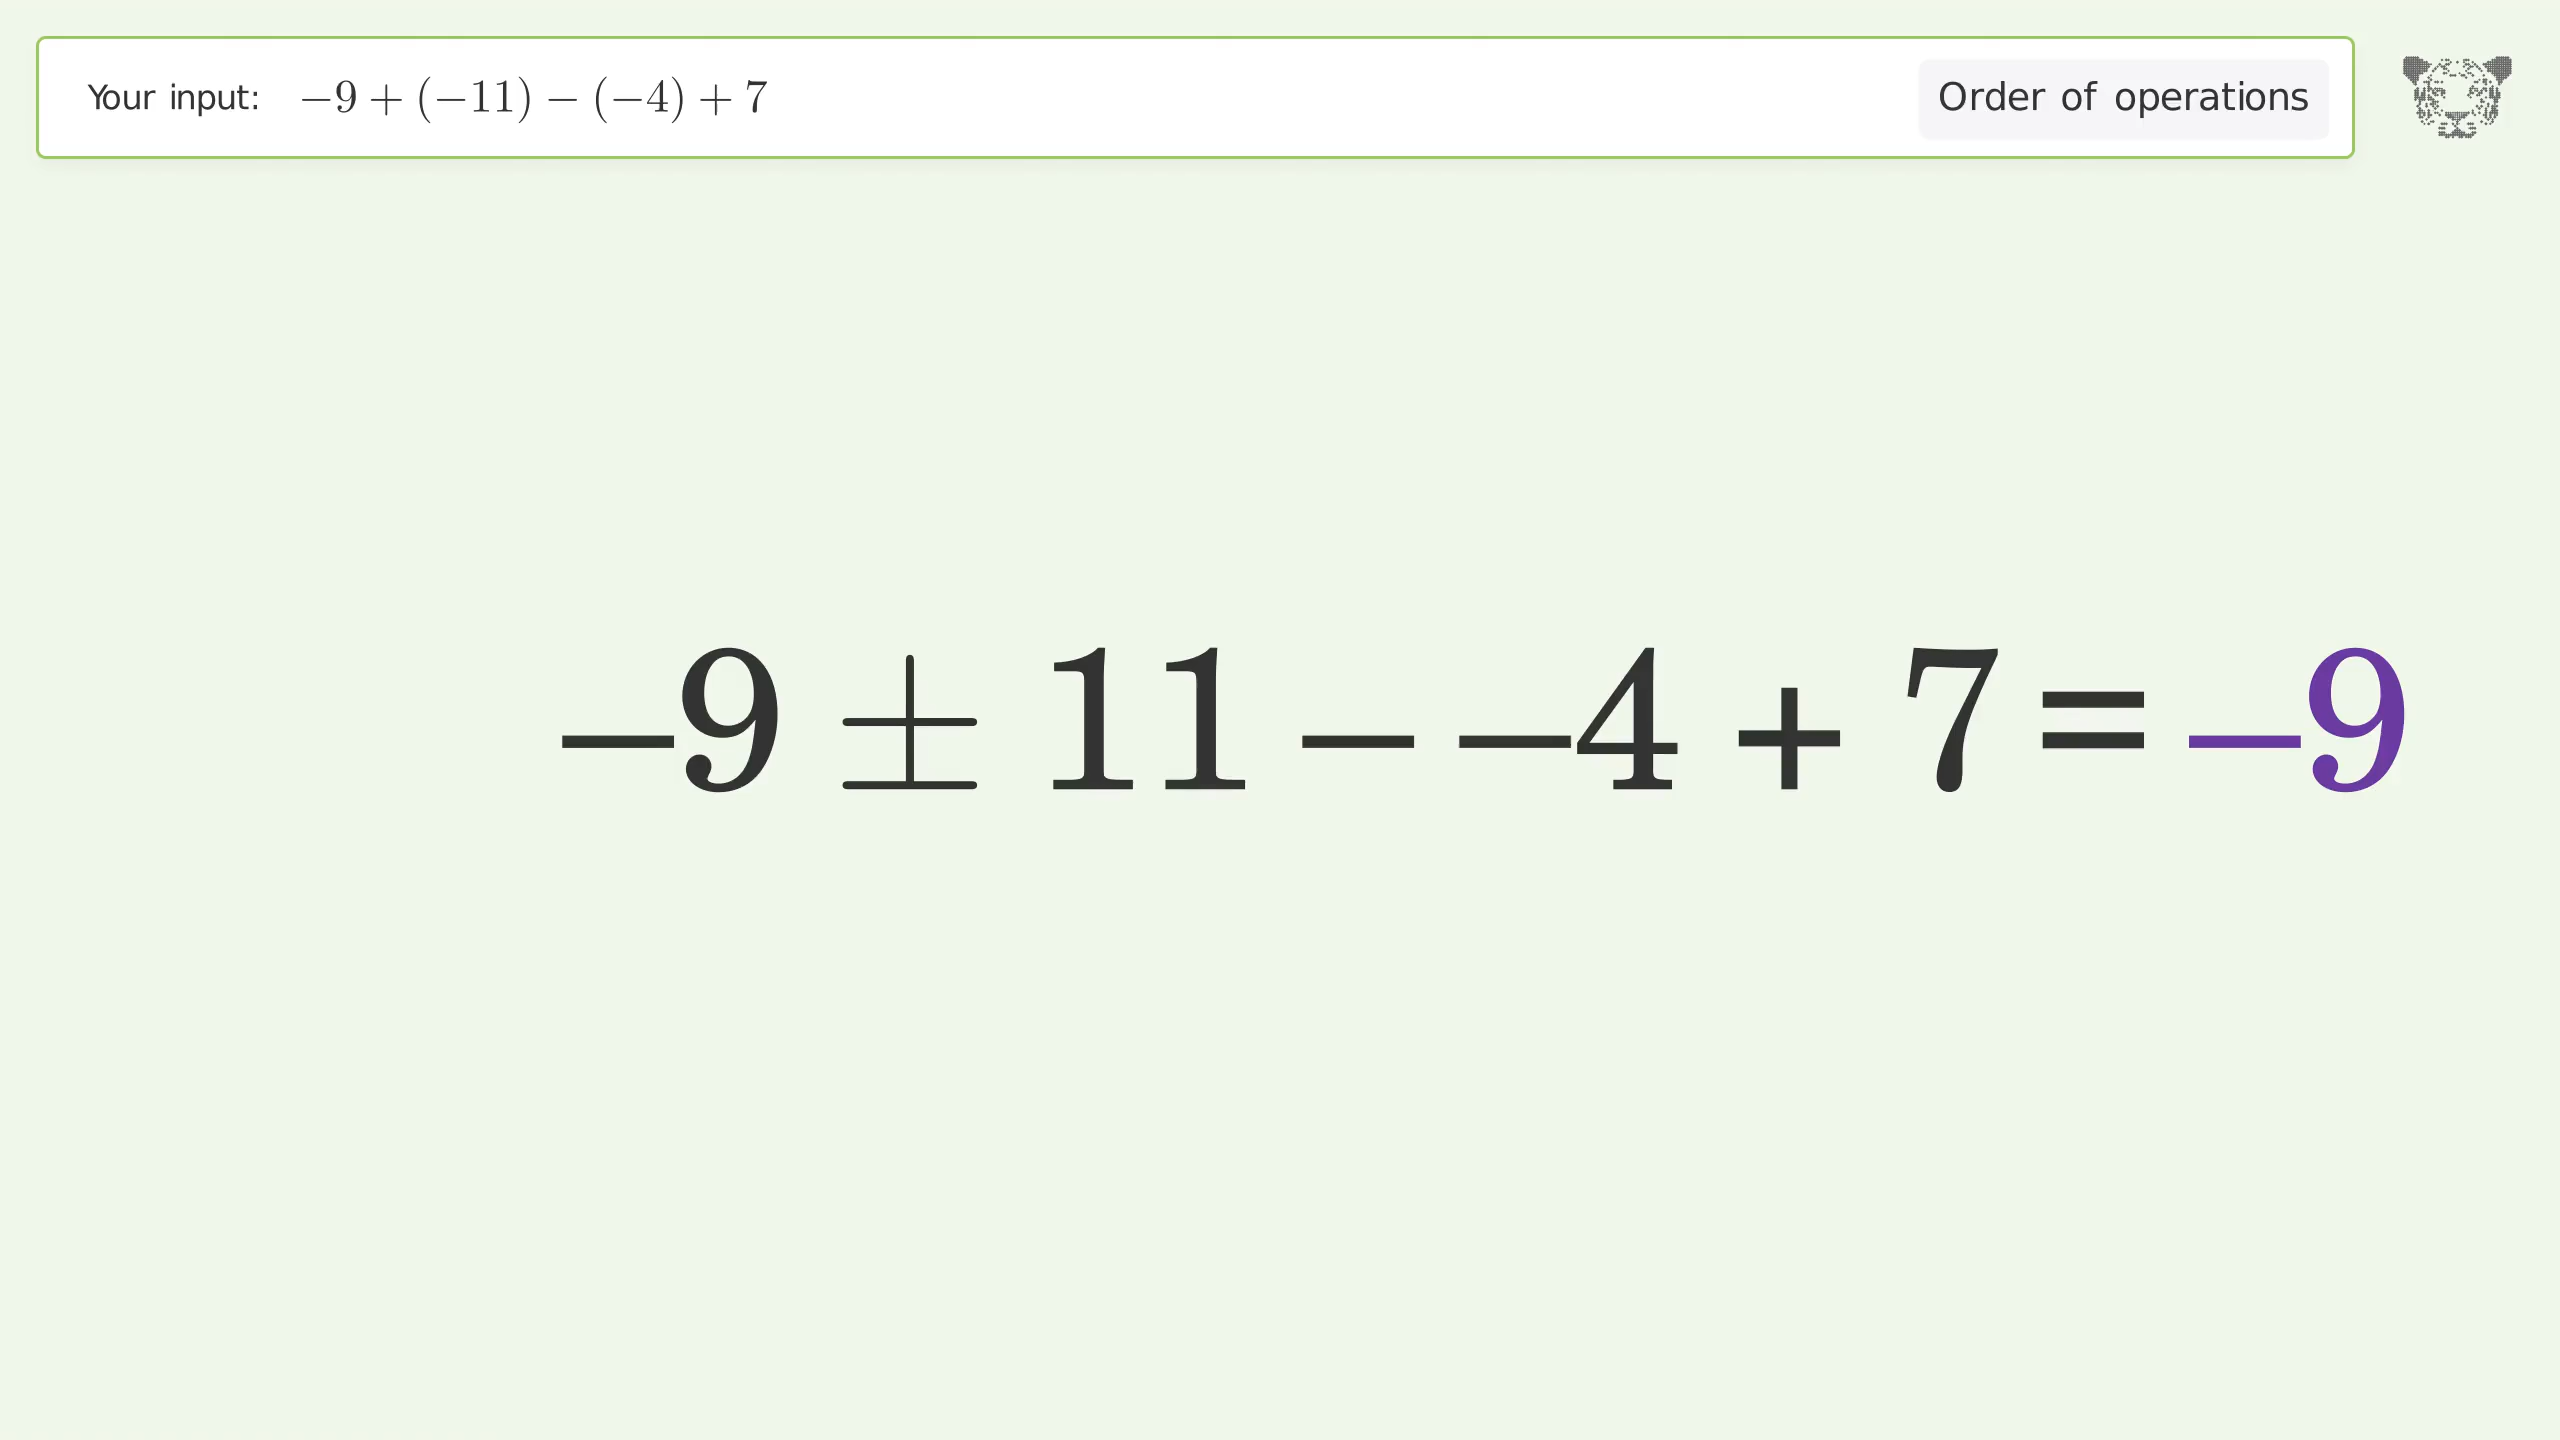 Your input: −9 + (−11) − (−4) + 7
Order of operations
−9 ± 11 − −4 + 7 = −9